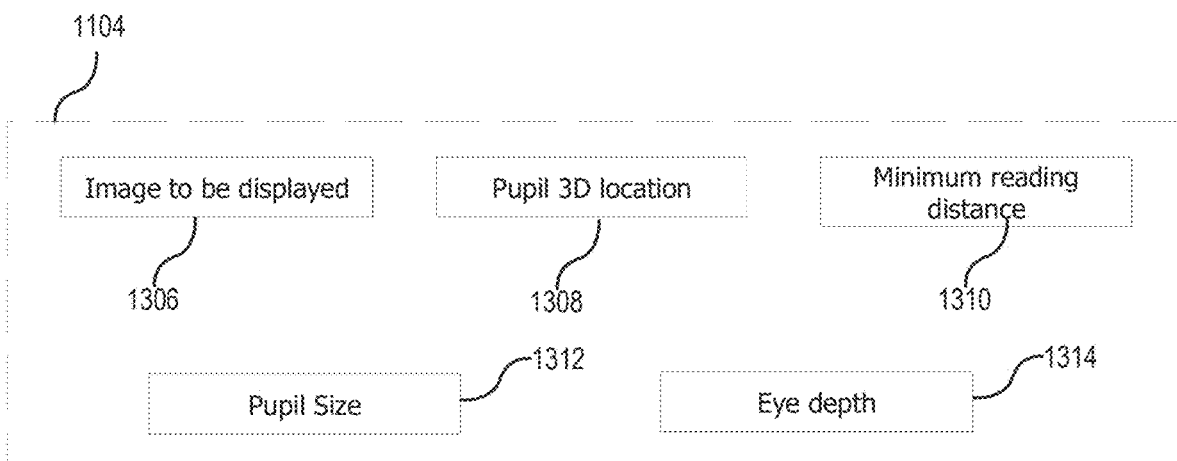 1104
Image to be displayed
Pupil 3D location
Minimum reading
distance
1306
1308
1310
1312
1314
Pupil Size
Eye depth